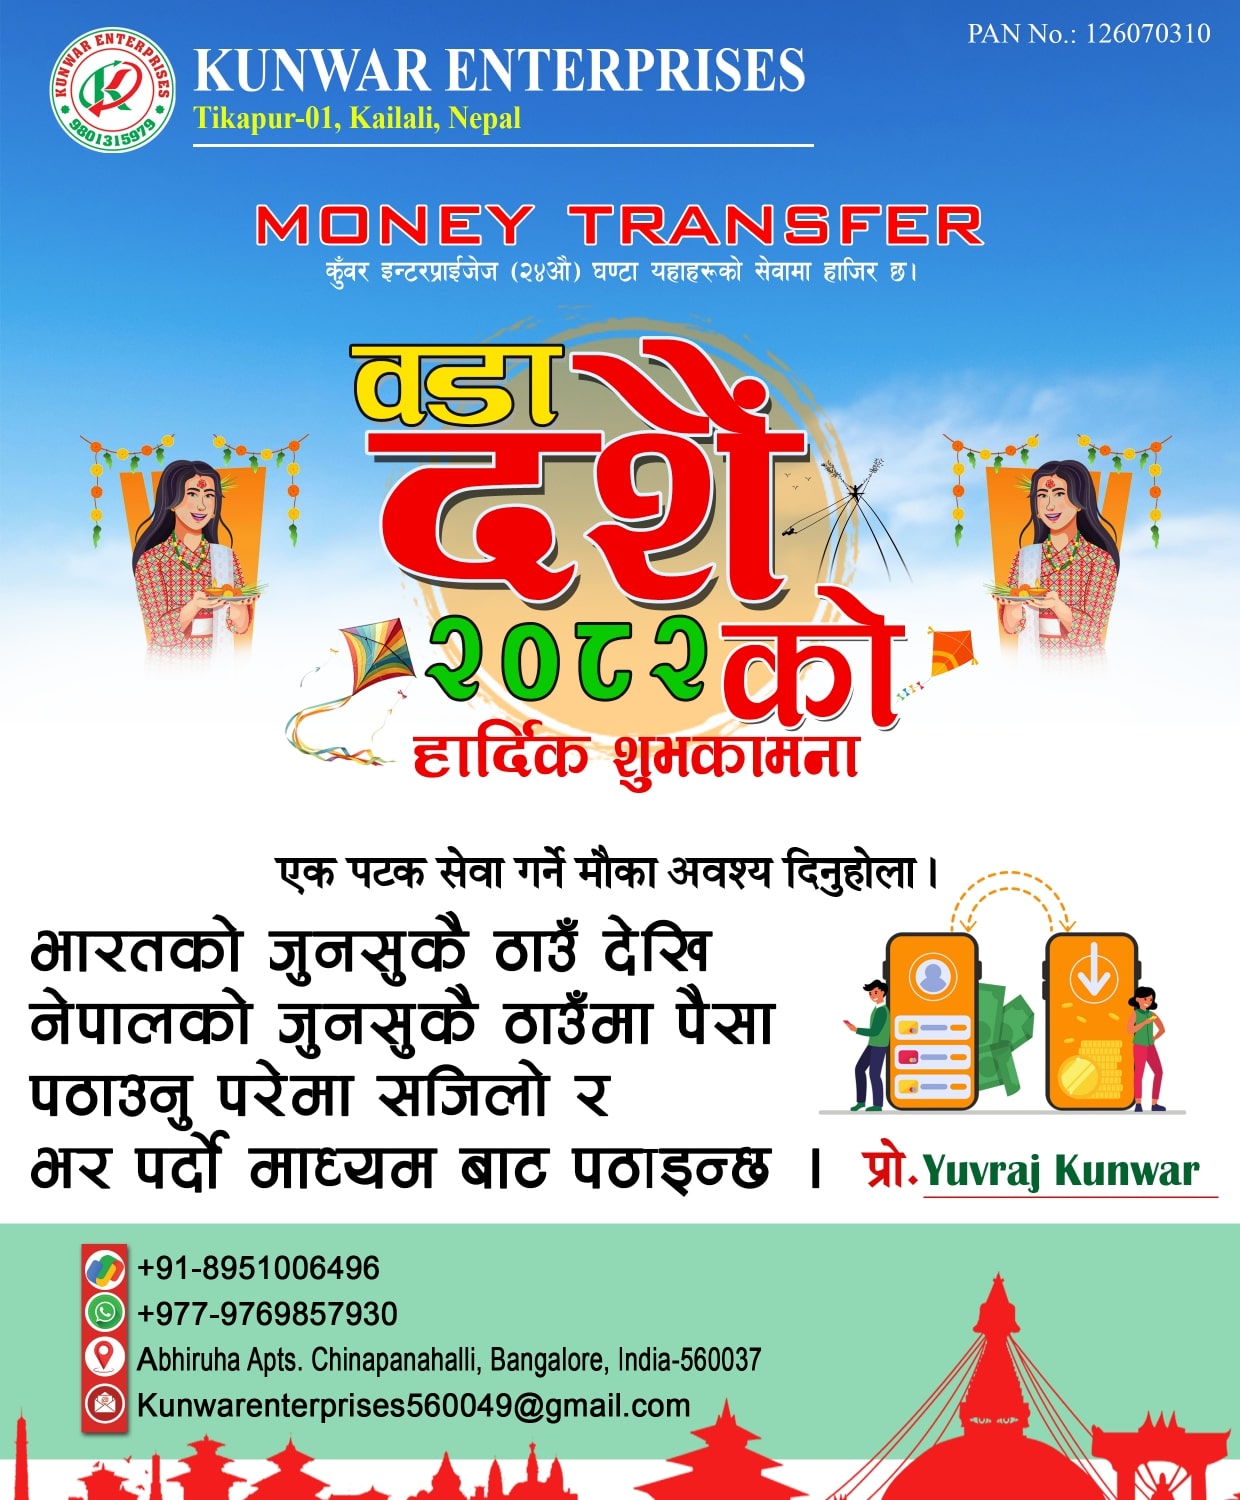 PAN No.: 126070310
KUNWAR ENTERPRISES
9801315979
KUNWAR ENTERPRISES
Tikapur-01, Kailali, Nepal
MONEY TRANSFER
कुँवर इन्टरप्राईजेज (२४औ) घण्टा यहाहरूको सेवामा हाजिर छ।
वडा
दशैं
२०८२ को
हार्दिक शुभकामना
एक पटक सेवा गर्ने मौका अवश्य दिनुहोला।
भारतको जुनसुकै ठाउँ देखि
नेपालको जुनसुकै ठाउँमा पैसा
पठाउनु परेमा सजिलो र
भर पर्दो माध्यम बाट पठाइन्छ ।
प्रो. Yuvraj Kunwar
+91-8951006496
+977-9769857930
Abhiruha Apts. Chinapanahalli, Bangalore, India-560037
Kunwarenterprises560049@gmail.com